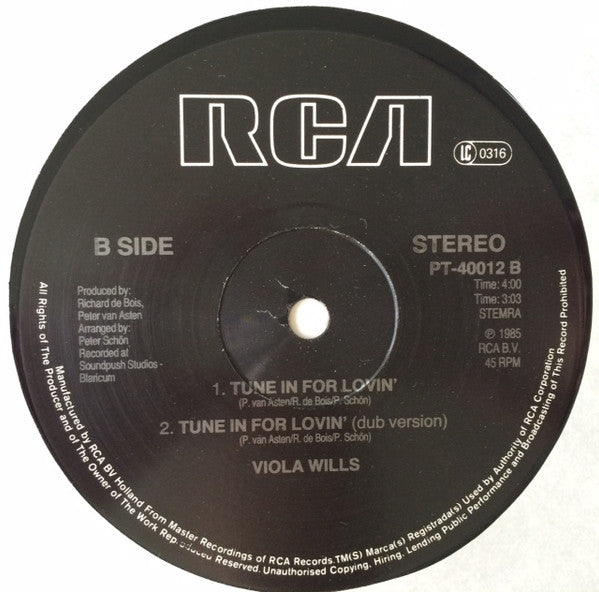 RCA
LC 0316
B SIDE
STEREO
PT-40012 B
Time: 4:00
Time: 3:03
STEMRA
℗ 1985
RCA B.V.
45 RPM
Produced by:
Richard de Bois,
Peter van Asten
Arranged by:
Peter Schön
Recorded at
Soundpush Studios -
Blaricum
1. TUNE IN FOR LOVIN'
(P. van Asten/R. de Bois/P. Schön)
2. TUNE IN FOR LOVIN' (dub version)
(P. van Asten/R. de Bois/P. Schön)
VIOLA WILLS
Manufactured by RCA BV Holland From Master Recordings of RCA Records.TM(S) Marca(s) Registrada(s) Used by Authority of RCA Corporation
All Rights of The Producer and of The Owner of The Work Reproduced Reserved. Unauthorised Copying, Hiring, Lending Public Performance and Broadcasting of This Record Prohibited